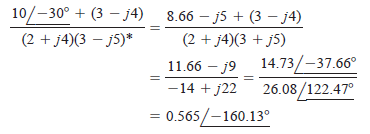 10/−30° + (3 − j4) / (2 + j4)(3 − j5)* = 8.66 − j5 + (3 − j4) / (2 + j4)(3 + j5)
= 11.66 − j9 / −14 + j22 = 14.73/−37.66° / 26.08/122.47°
= 0.565/−160.13°